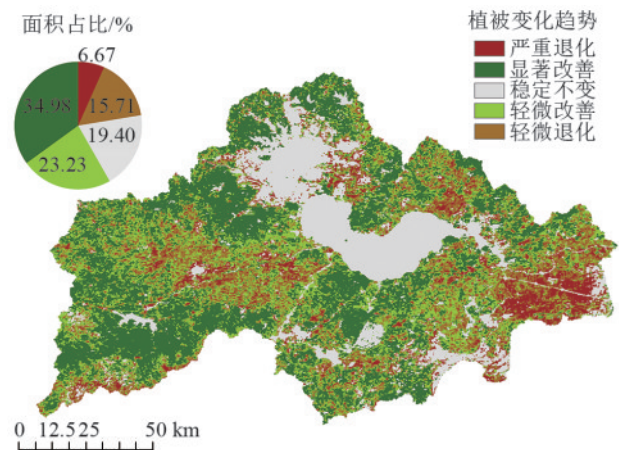 面积占比/%
6.67
34.98
15.71
19.40
23.23
植被变化趋势
严重退化
显著改善
稳定不变
轻微改善
轻微退化
0 12.5 25 50 km